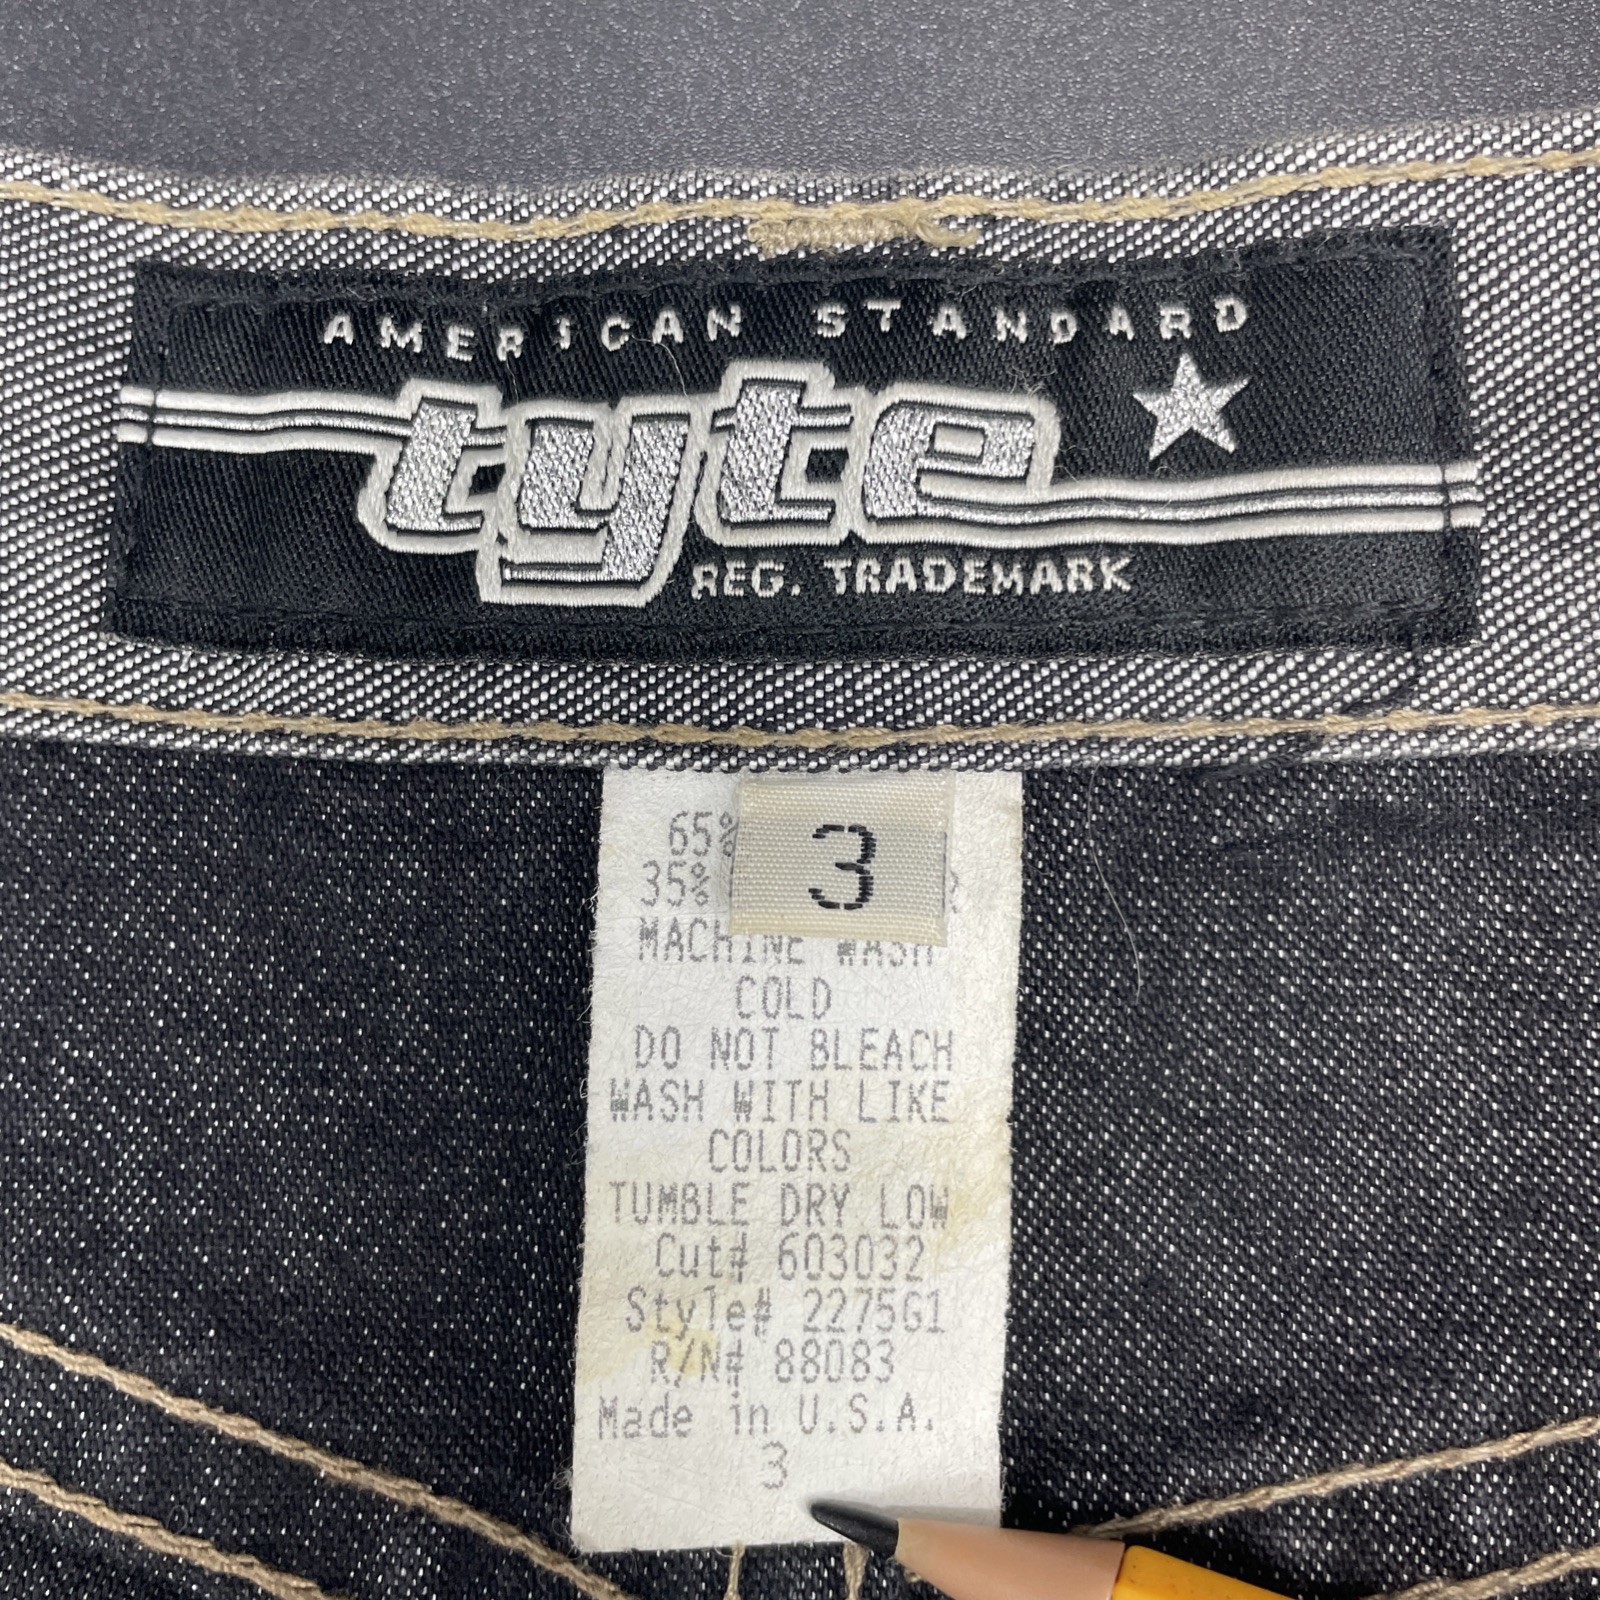 AMERICAN STANDARD
tyte
REG. TRADEMARK
3
65%
35%
MACHINE WASH
COLD
DO NOT BLEACH
WASH WITH LIKE
COLORS
TUMBLE DRY LOW
Cut# 603032
Style# 2275G1
R/N# 88083
Made in U.S.A.
3